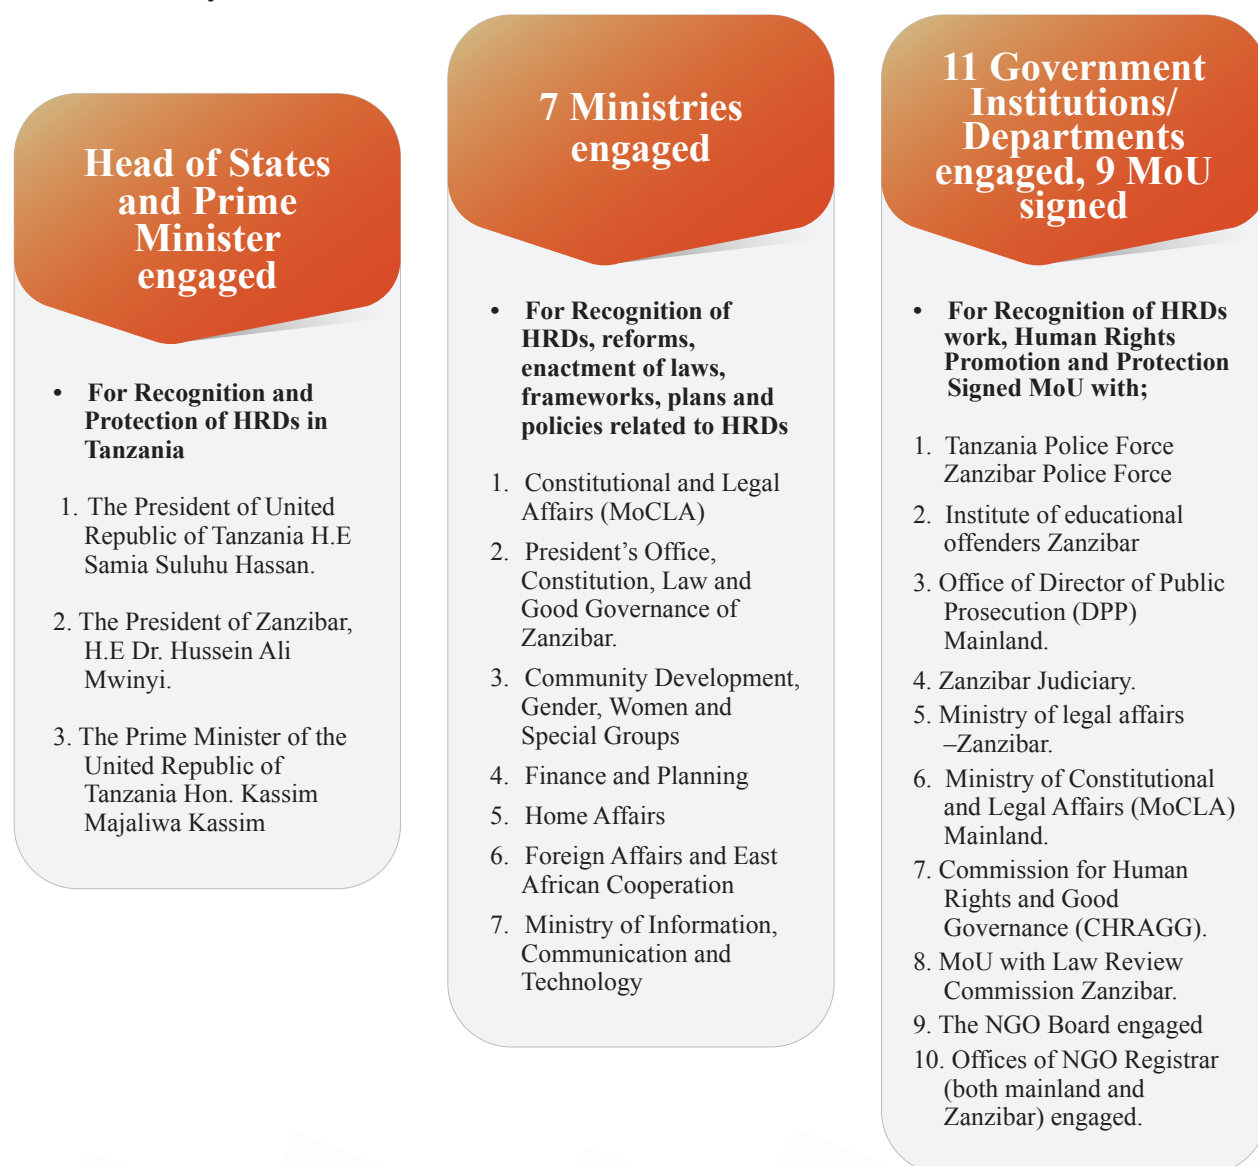 Head of States
and Prime
Minister
engaged
• For Recognition and
Protection of HRDs in
Tanzania
1. The President of United
Republic of Tanzania H.E
Samia Suluhu Hassan.
2. The President of Zanzibar,
H.E Dr. Hussein Ali
Mwinyi.
3. The Prime Minister of the
United Republic of
Tanzania Hon. Kassim
Majaliwa Kassim
7 Ministries
engaged
• For Recognition of
HRDs, reforms,
enactment of laws,
frameworks, plans and
policies related to HRDs
1. Constitutional and Legal
Affairs (MoCLA)
2. President’s Office,
Constitution, Law and
Good Governance of
Zanzibar.
3. Community Development,
Gender, Women and
Special Groups
4. Finance and Planning
5. Home Affairs
6. Foreign Affairs and East
African Cooperation
7. Ministry of Information,
Communication and
Technology
11 Government
Institutions/
Departments
engaged, 9 MoU
signed
• For Recognition of HRDs
work, Human Rights
Promotion and Protection
Signed MoU with;
1. Tanzania Police Force
Zanzibar Police Force
2. Institute of educational
offenders Zanzibar
3. Office of Director of Public
Prosecution (DPP)
Mainland.
4. Zanzibar Judiciary.
5. Ministry of legal affairs
–Zanzibar.
6. Ministry of Constitutional
and Legal Affairs (MoCLA)
Mainland.
7. Commission for Human
Rights and Good
Governance (CHRAGG).
8. MoU with Law Review
Commission Zanzibar.
9. The NGO Board engaged
10. Offices of NGO Registrar
(both mainland and
Zanzibar) engaged.